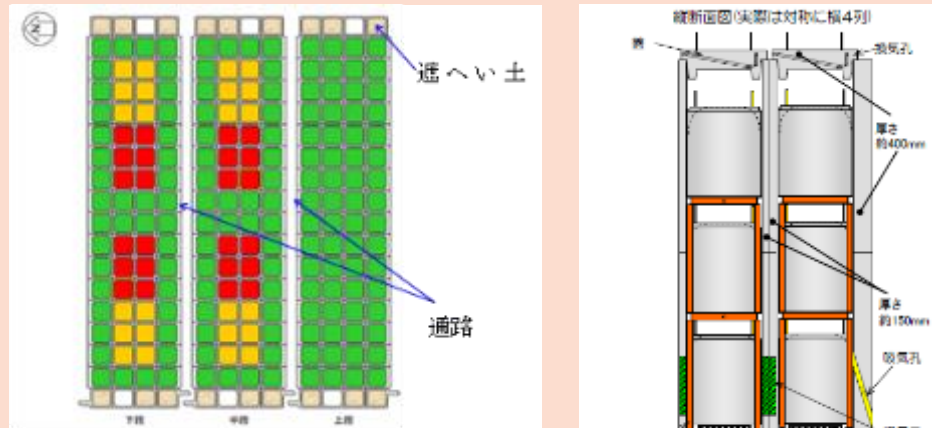 N
遮へい土
通路
下段
中段
上段
縦断面図(実際は対称に横4列)
蓋
換気孔
厚さ
約400mm
厚さ
約150mm
吸気孔